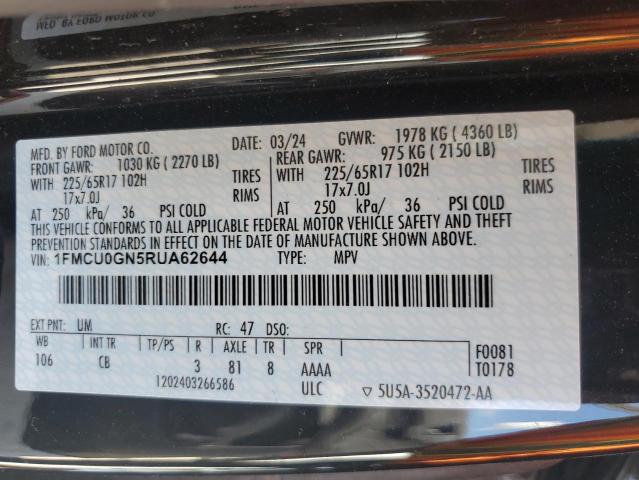 MFD. BY FORD MOTOR CO.
DATE: 03/24 GVWR: 1978 KG ( 4360 LB)
FRONT GAWR: 1030 KG ( 2270 LB) REAR GAWR: 975 KG ( 2150 LB)
WITH 225/65R17 102H TIRES WITH 225/65R17 102H TIRES
17x7.0J RIMS 17x7.0J RIMS
AT 250 kPa/ 36 PSI COLD AT 250 kPa/ 36 PSI COLD
THIS VEHICLE CONFORMS TO ALL APPLICABLE FEDERAL MOTOR VEHICLE SAFETY AND THEFT
PREVENTION STANDARDS IN EFFECT ON THE DATE OF MANUFACTURE SHOWN ABOVE.
VIN: 1FMCU0GN5RUA62644 TYPE: MPV
EXT PNT: UM RC: 47 DSO:
WB INT TR TP/PS R AXLE TR SPR F0081
106 CB 3 81 8 AAAA T0178
1202403266586 ULC ▽ 5U5A-3520472-AA